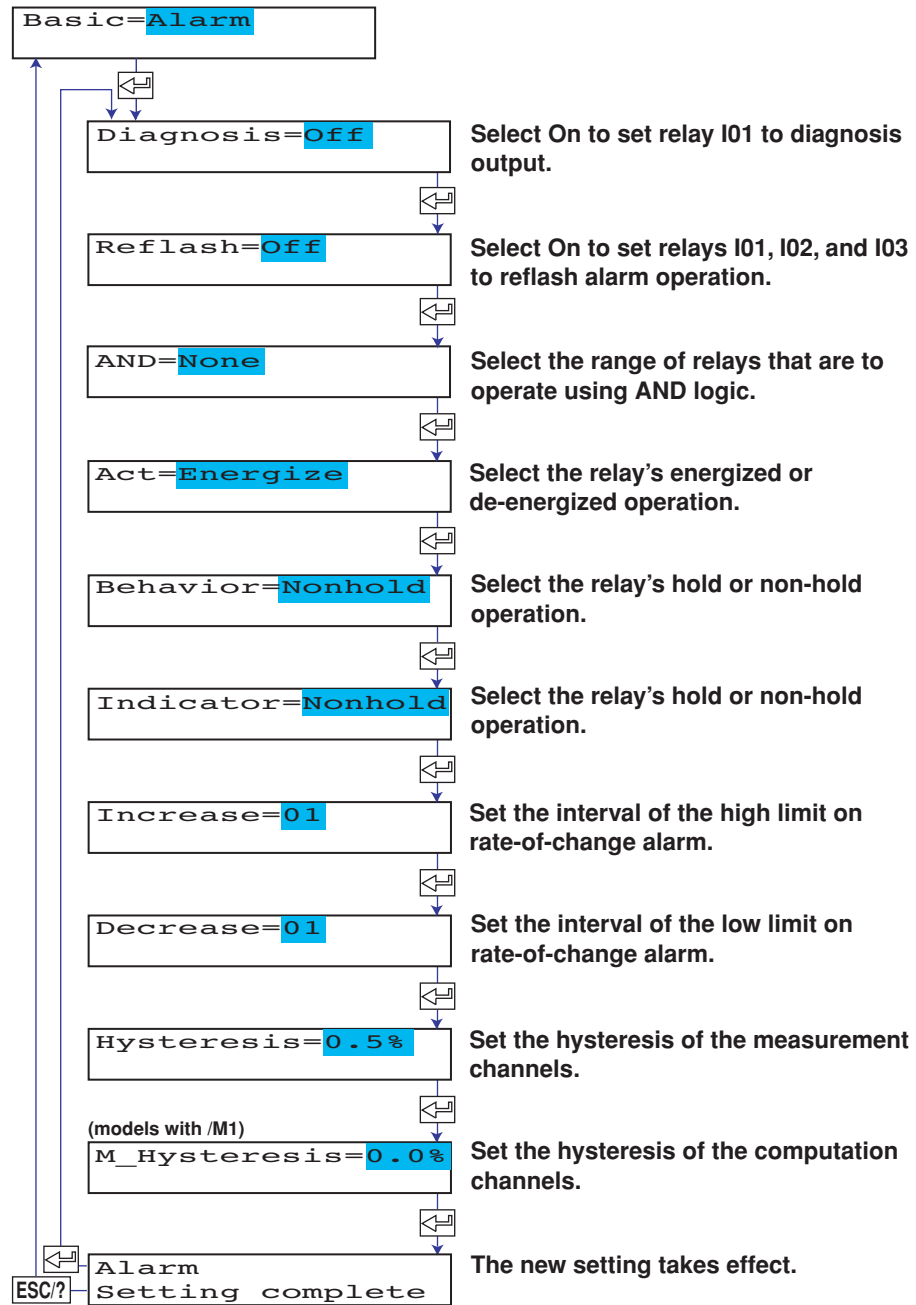 Basic=Alarm
Diagnosis=Off
Select On to set relay I01 to diagnosis
output.
Reflash=Off
Select On to set relays I01, I02, and I03
to reflash alarm operation.
AND=None
Select the range of relays that are to
operate using AND logic.
Act=Energize
Select the relay's energized or
de-energized operation.
Behavior=Nonhold
Select the relay's hold or non-hold
operation.
Indicator=Nonhold
Select the relay's hold or non-hold
operation.
Increase=01
Set the interval of the high limit on
rate-of-change alarm.
Decrease=01
Set the interval of the low limit on
rate-of-change alarm.
Hysteresis=0.5%
Set the hysteresis of the measurement
channels.
(models with /M1)
M_Hysteresis=0.0%
Set the hysteresis of the computation
channels.
Alarm
Setting complete
The new setting takes effect.
ESC/?